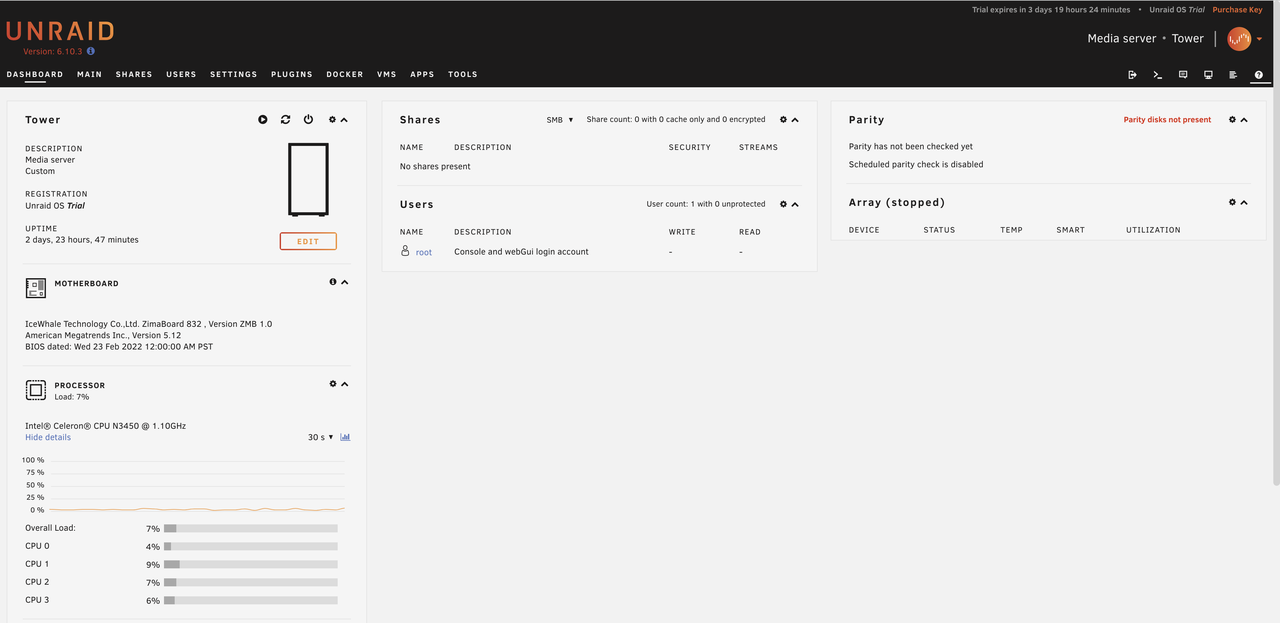 Trial expires in 3 days 19 hours 24 minutes • Unraid OS Trial Purchase Key
UNRAID
Version: 6.10.3
Media server • Tower
DASHBOARD MAIN SHARES USERS SETTINGS PLUGINS DOCKER VMS APPS TOOLS
Tower
DESCRIPTION
Media server
Custom
REGISTRATION
Unraid OS Trial
UPTIME
2 days, 23 hours, 47 minutes
EDIT
MOTHERBOARD
IceWhale Technology Co.,Ltd. ZimaBoard 832 , Version ZMB 1.0
American Megatrends Inc., Version 5.12
BIOS dated: Wed 23 Feb 2022 12:00:00 AM PST
PROCESSOR
Load: 7%
Intel® Celeron® CPU N3450 @ 1.10GHz
Hide details
30 s
100 %
75 %
50 %
25 %
0 %
Overall Load: 7%
CPU 0 4%
CPU 1 9%
CPU 2 7%
CPU 3 6%
Shares SMB Share count: 0 with 0 cache only and 0 encrypted
NAME DESCRIPTION SECURITY STREAMS
No shares present
Users User count: 1 with 0 unprotected
NAME DESCRIPTION WRITE READ
root Console and webGui login account - -
Parity Parity disks not present
Parity has not been checked yet
Scheduled parity check is disabled
Array (stopped)
DEVICE STATUS TEMP SMART UTILIZATION